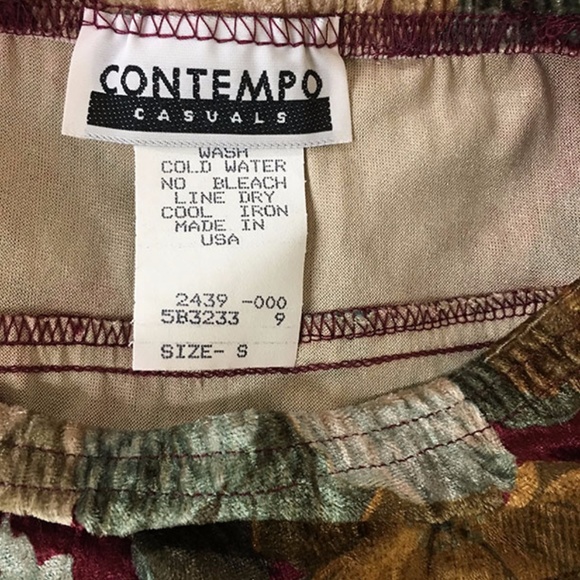 CONTEMPO
CASUALS
WASH
COLD WATER
NO BLEACH
LINE DRY
COOL IRON
MADE IN
USA
2439 -000
5B3233 9
SIZE- S